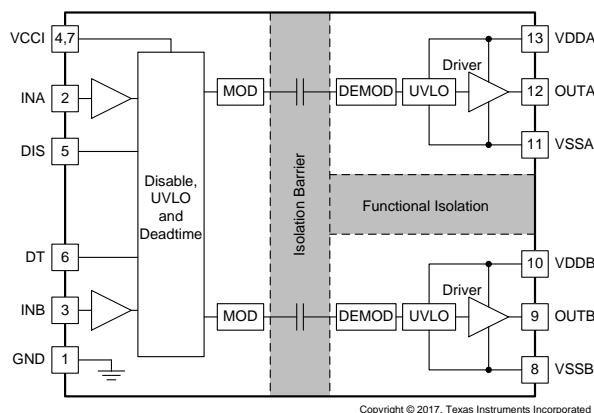 VCCI 4,7
INA 2
DIS 5
DT 6
INB 3
GND 1
Disable,
UVLO
and
Deadtime
MOD
MOD
Isolation Barrier
Functional Isolation
DEMOD
UVLO
Driver
13 VDDA
12 OUTA
11 VSSA
DEMOD
UVLO
Driver
10 VDDB
9 OUTB
8 VSSB
Copyright © 2017, Texas Instruments Incorporated